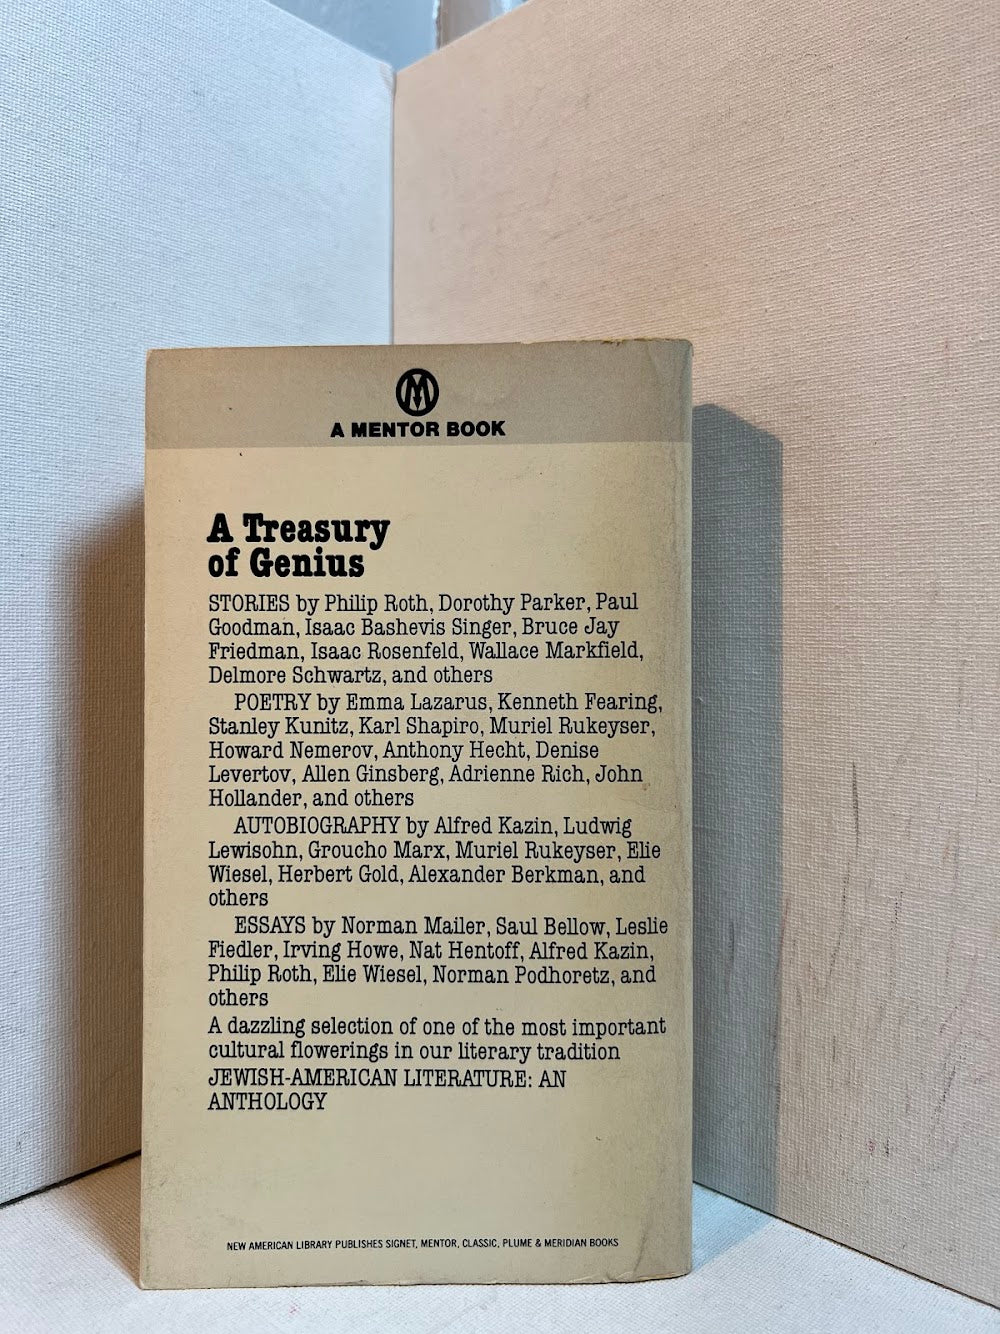 M
A MENTOR BOOK
A Treasury
of Genius
STORIES by Philip Roth, Dorothy Parker, Paul
Goodman, Isaac Bashevis Singer, Bruce Jay
Friedman, Isaac Rosenfeld, Wallace Markfield,
Delmore Schwartz, and others
POETRY by Emma Lazarus, Kenneth Fearing,
Stanley Kunitz, Karl Shapiro, Muriel Rukeyser,
Howard Nemerov, Anthony Hecht, Denise
Levertov, Allen Ginsberg, Adrienne Rich, John
Hollander, and others
AUTOBIOGRAPHY by Alfred Kazin, Ludwig
Lewisohn, Groucho Marx, Muriel Rukeyser, Elie
Wiesel, Herbert Gold, Alexander Berkman, and
others
ESSAYS by Norman Mailer, Saul Bellow, Leslie
Fiedler, Irving Howe, Nat Hentoff, Alfred Kazin,
Philip Roth, Elie Wiesel, Norman Podhoretz, and
others
A dazzling selection of one of the most important
cultural flowerings in our literary tradition
JEWISH-AMERICAN LITERATURE: AN
ANTHOLOGY
NEW AMERICAN LIBRARY PUBLISHES SIGNET, MENTOR, CLASSIC, PLUME & MERIDIAN BOOKS